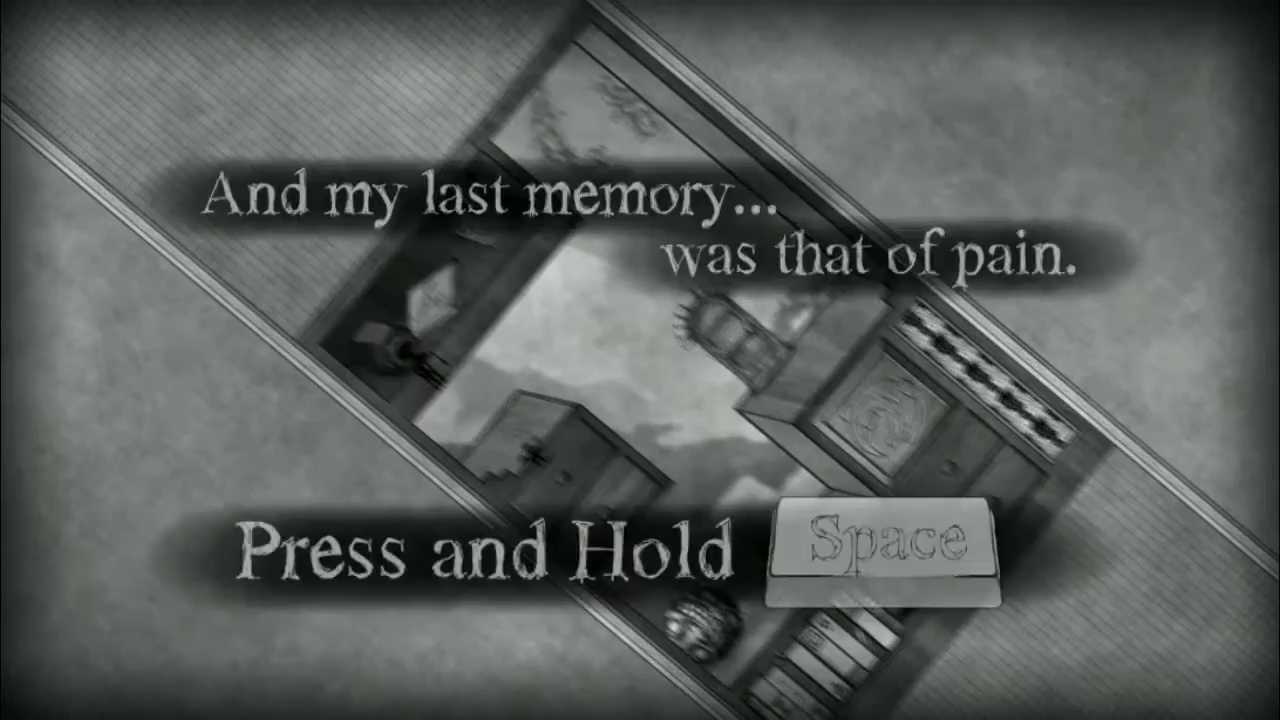 And my last memory...
was that of pain.
Press and Hold Space